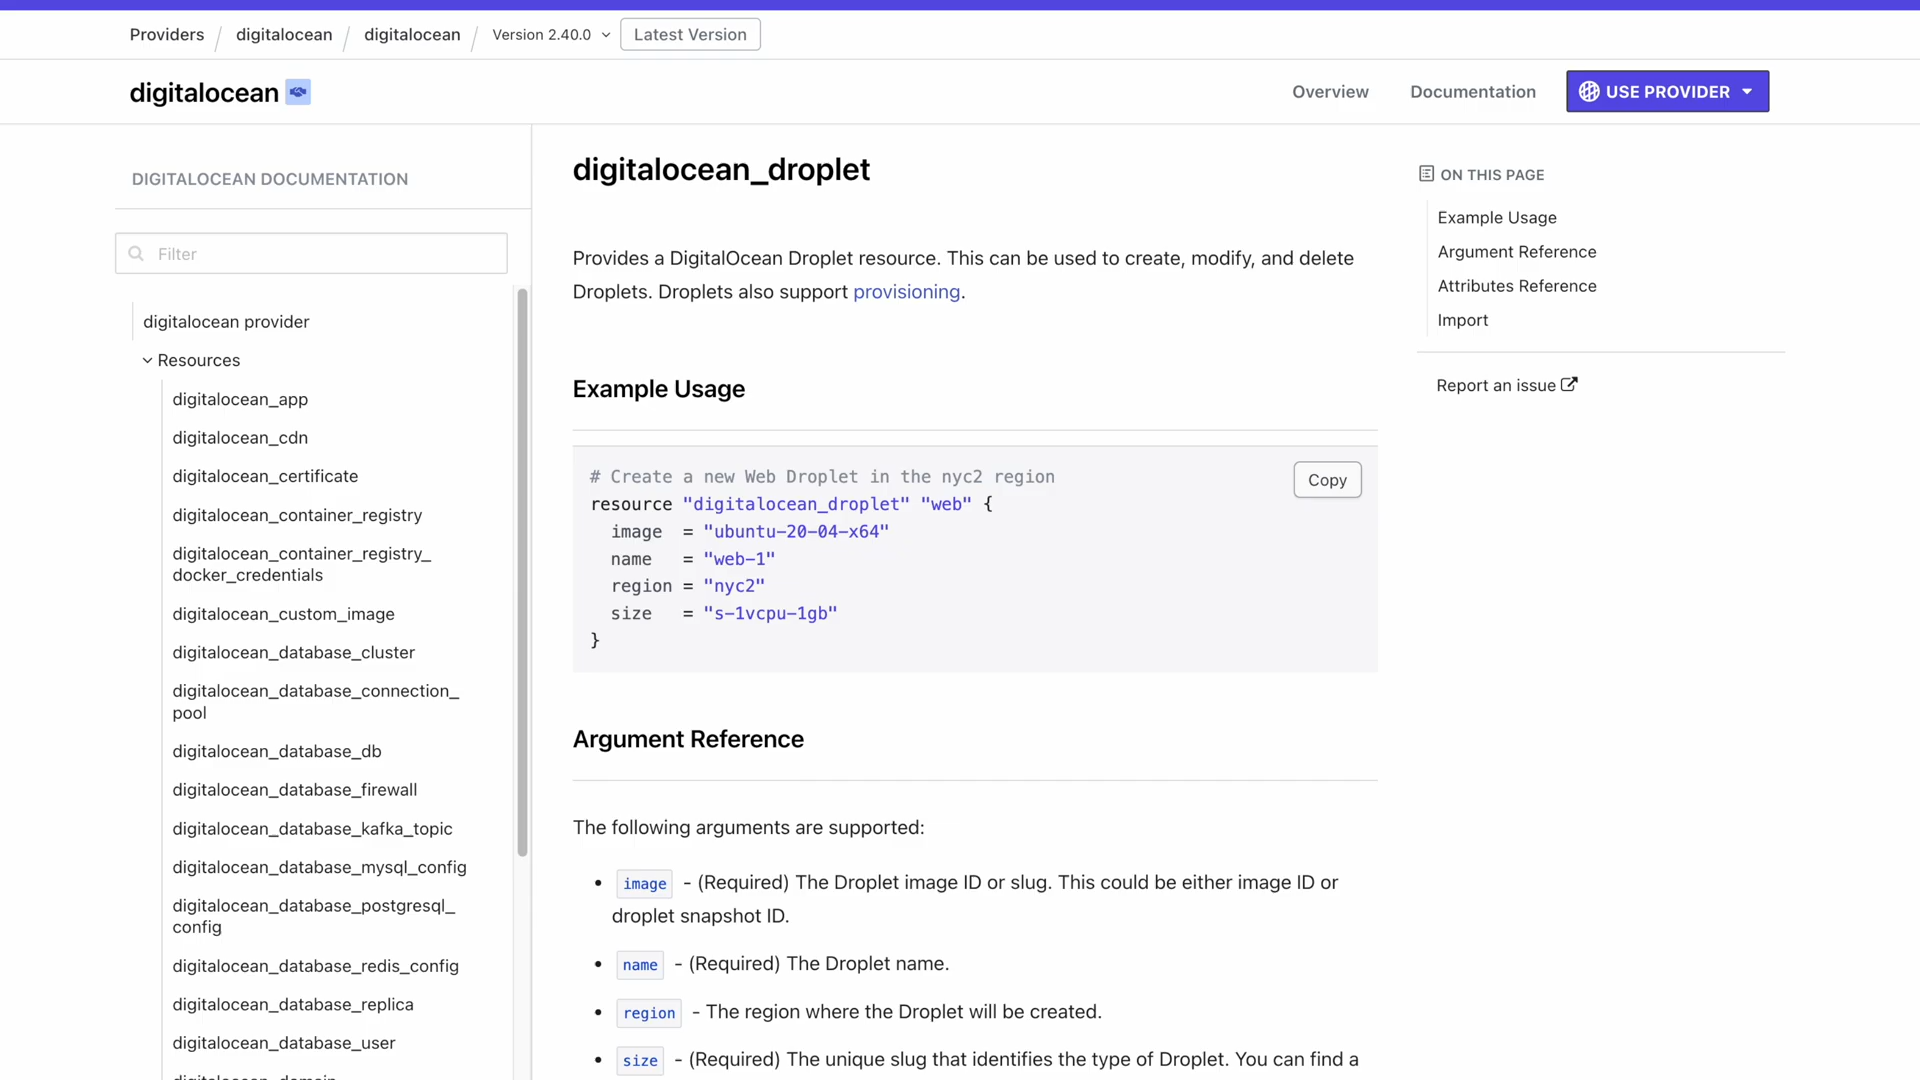 Providers / digitalocean / digitalocean / Version 2.40.0 Latest Version
digitalocean
Overview Documentation USE PROVIDER
DIGITALOCEAN DOCUMENTATION
Filter
digitalocean provider
Resources
digitalocean_app
digitalocean_cdn
digitalocean_certificate
digitalocean_container_registry
digitalocean_container_registry_
docker_credentials
digitalocean_custom_image
digitalocean_database_cluster
digitalocean_database_connection_
pool
digitalocean_database_db
digitalocean_database_firewall
digitalocean_database_kafka_topic
digitalocean_database_mysql_config
digitalocean_database_postgresql_
config
digitalocean_database_redis_config
digitalocean_database_replica
digitalocean_database_user
digitalocean_droplet
Provides a DigitalOcean Droplet resource. This can be used to create, modify, and delete
Droplets. Droplets also support provisioning.
Example Usage
# Create a new Web Droplet in the nyc2 region
Copy
resource "digitalocean_droplet" "web" {
image = "ubuntu-20-04-x64"
name = "web-1"
region = "nyc2"
size = "s-1vcpu-1gb"
}
Argument Reference
The following arguments are supported:
• image - (Required) The Droplet image ID or slug. This could be either image ID or
droplet snapshot ID.
• name - (Required) The Droplet name.
• region - The region where the Droplet will be created.
• size - (Required) The unique slug that identifies the type of Droplet. You can find a
ON THIS PAGE
Example Usage
Argument Reference
Attributes Reference
Import
Report an issue